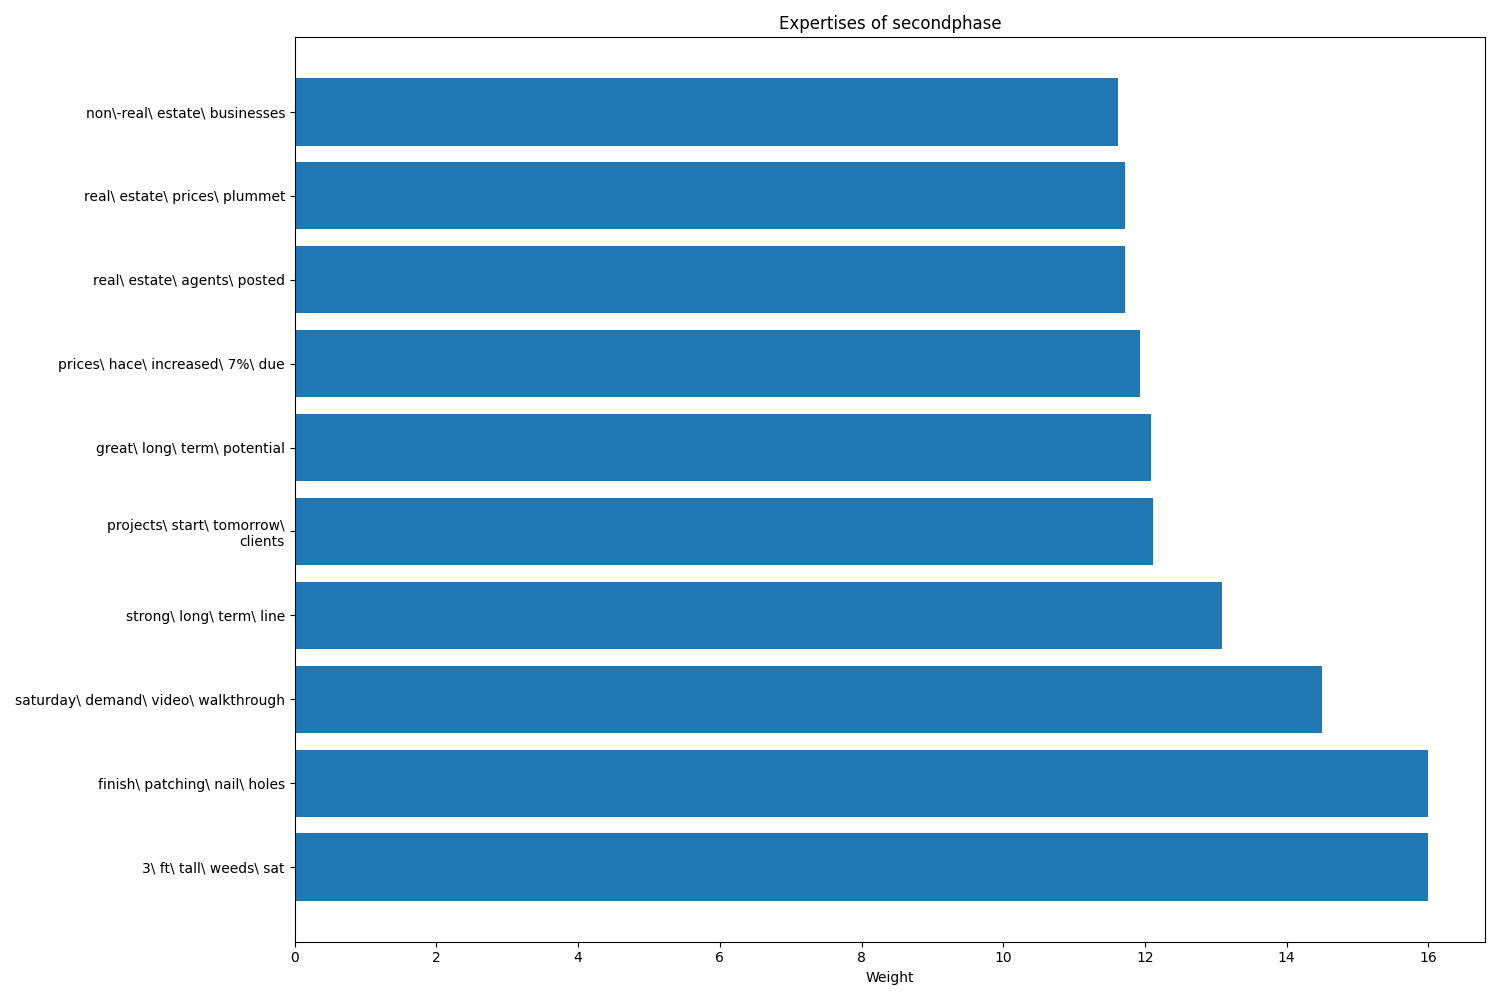 Expertises of secondphase
non\-real\ estate\ businesses
real\ estate\ prices\ plummet
real\ estate\ agents\ posted
prices\ hace\ increased\ 7%\ due
great\ long\ term\ potential
projects\ start\ tomorrow\
clients
strong\ long\ term\ line
saturday\ demand\ video\ walkthrough
finish\ patching\ nail\ holes
3\ ft\ tall\ weeds\ sat
0 2 4 6 8 10 12 14 16
Weight